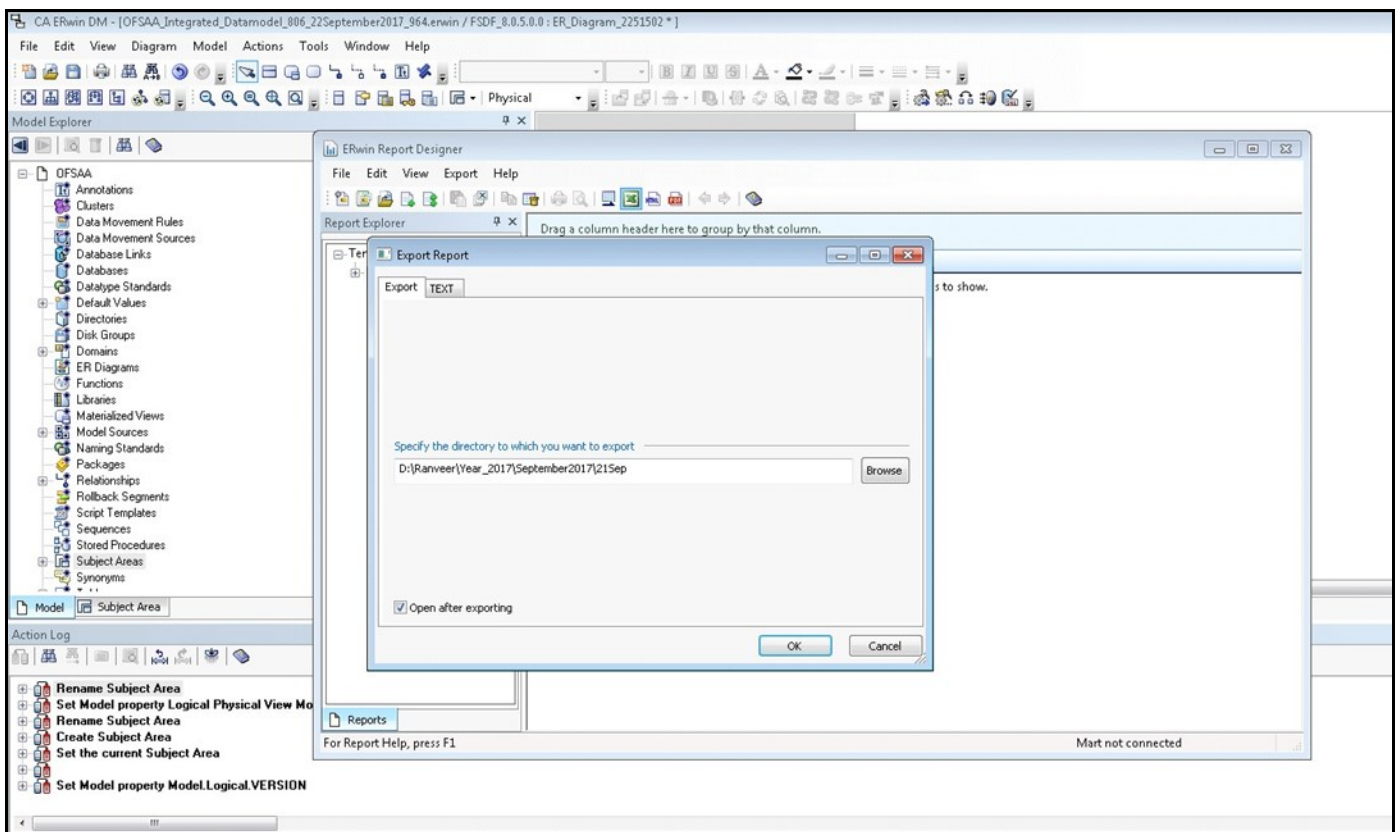 CA ERwin DM - [OFSAA_Integrated_Datamodel_806_22September2017_964.erwin / FSDF_8.0.5.0.0 : ER_Diagram_2251502 * ]
File Edit View Diagram Model Actions Tools Window Help
Physical
Model Explorer
OFSAA
Annotations
Clusters
Data Movement Rules
Data Movement Sources
Database Links
Databases
Datatype Standards
Default Values
Directories
Disk Groups
Domains
ER Diagrams
Functions
Libraries
Materialized Views
Model Sources
Naming Standards
Packages
Relationships
Rollback Segments
Script Templates
Sequences
Stored Procedures
Subject Areas
Synonyms
Model Subject Area
ERwin Report Designer
File Edit View Export Help
Report Explorer
Drag a column header here to group by that column.
Ter
s to show.
Export Report
Export TEXT
Specify the directory to which you want to export
D:\Ranveer\Year_2017\September2017\21Sep
Browse
Open after exporting
OK Cancel
Reports
For Report Help, press F1
Mart not connected
Action Log
Rename Subject Area
Set Model property Logical Physical View Mo
Rename Subject Area
Create Subject Area
Set the current Subject Area
Set Model property Model.Logical.VERSION